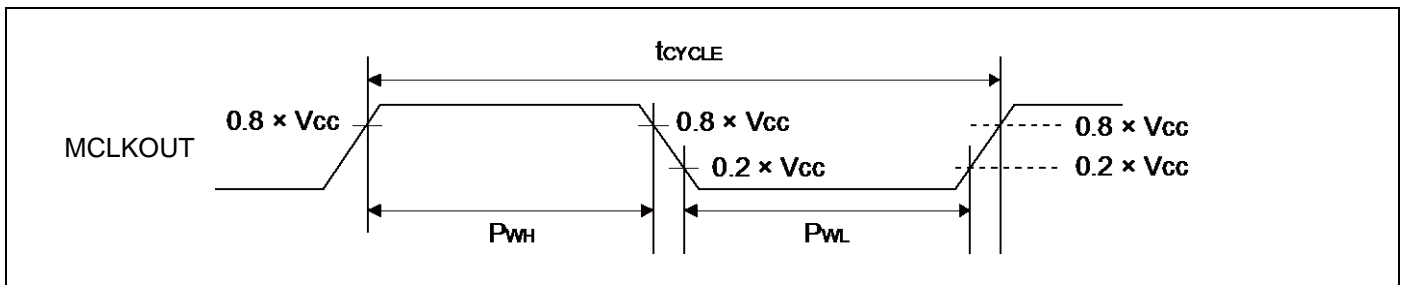 tCYCLE
0.8 × Vcc 0.8 × Vcc 0.8 × Vcc
MCLKOUT
0.2 × Vcc 0.2 × Vcc
PWH PWL